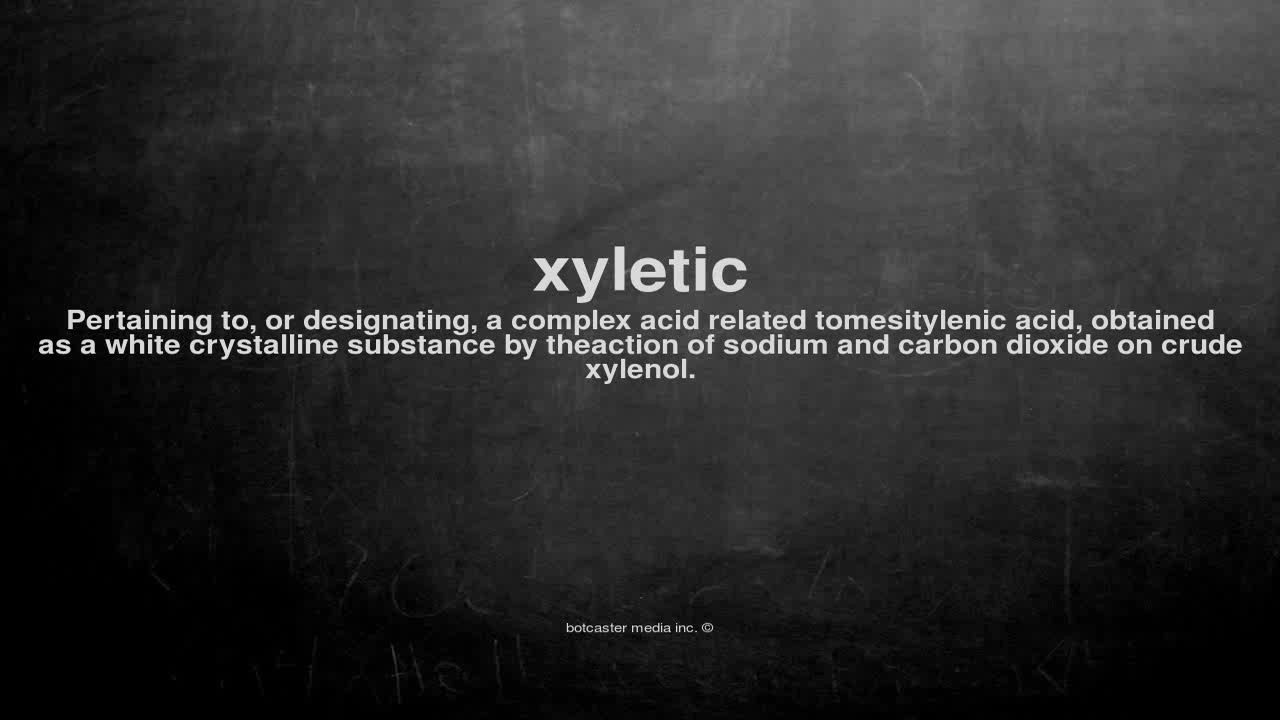 xyletic
Pertaining to, or designating, a complex acid related tomesitylenic acid, obtained
as a white crystalline substance by theaction of sodium and carbon dioxide on crude
xylenol.
botcaster media inc. ©